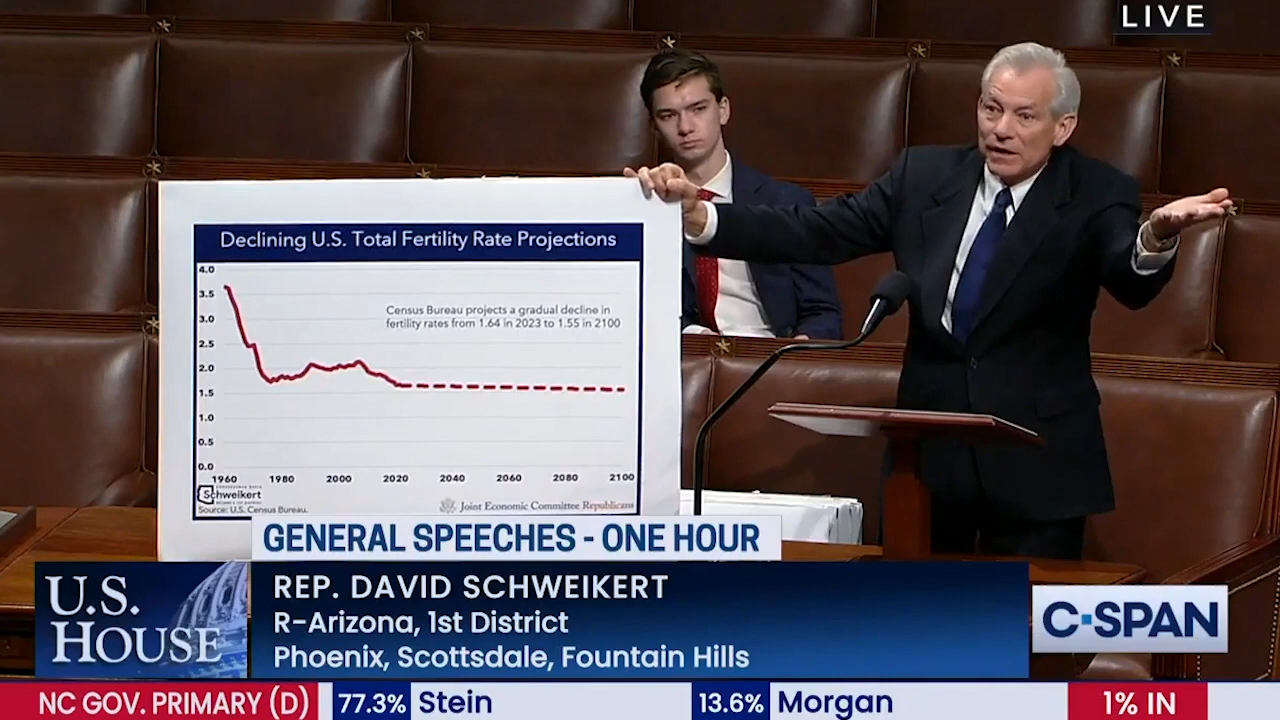 LIVE
Declining U.S. Total Fertility Rate Projections
4.0
3.5
3.0
2.5
2.0
1.5
1.0
0.5
0.0
Census Bureau projects a gradual decline in
fertility rates from 1.64 in 2023 to 1.55 in 2100
1960 1980 2000 2020 2040 2060 2080 2100
Schweikert
Source: U.S. Census Bureau.
Joint Economic Committee Republicans
GENERAL SPEECHES - ONE HOUR
U.S.
HOUSE
REP. DAVID SCHWEIKERT
R-Arizona, 1st District
Phoenix, Scottsdale, Fountain Hills
C-SPAN
NC GOV. PRIMARY (D) 77.3% Stein 13.6% Morgan 1% IN